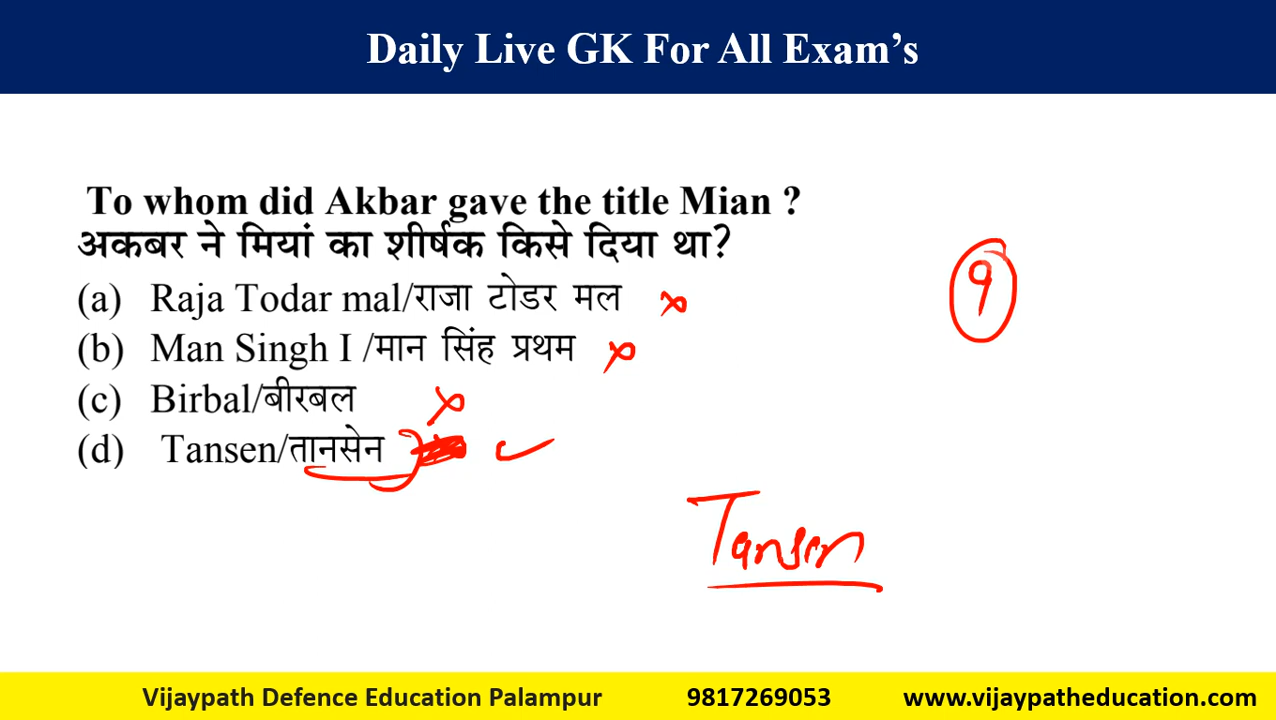 Daily Live GK For All Exam's
To whom did Akbar gave the title Mian ?
अकबर ने मियां का शीर्षक किसे दिया था?
(a) Raja Todar mal/राजा टोडर मल
(b) Man Singh I /मान सिंह प्रथम
(c) Birbal/बीरबल
(d) Tansen/तानसेन
9
Tansen
Vijaypath Defence Education Palampur 9817269053 www.vijaypatheducation.com